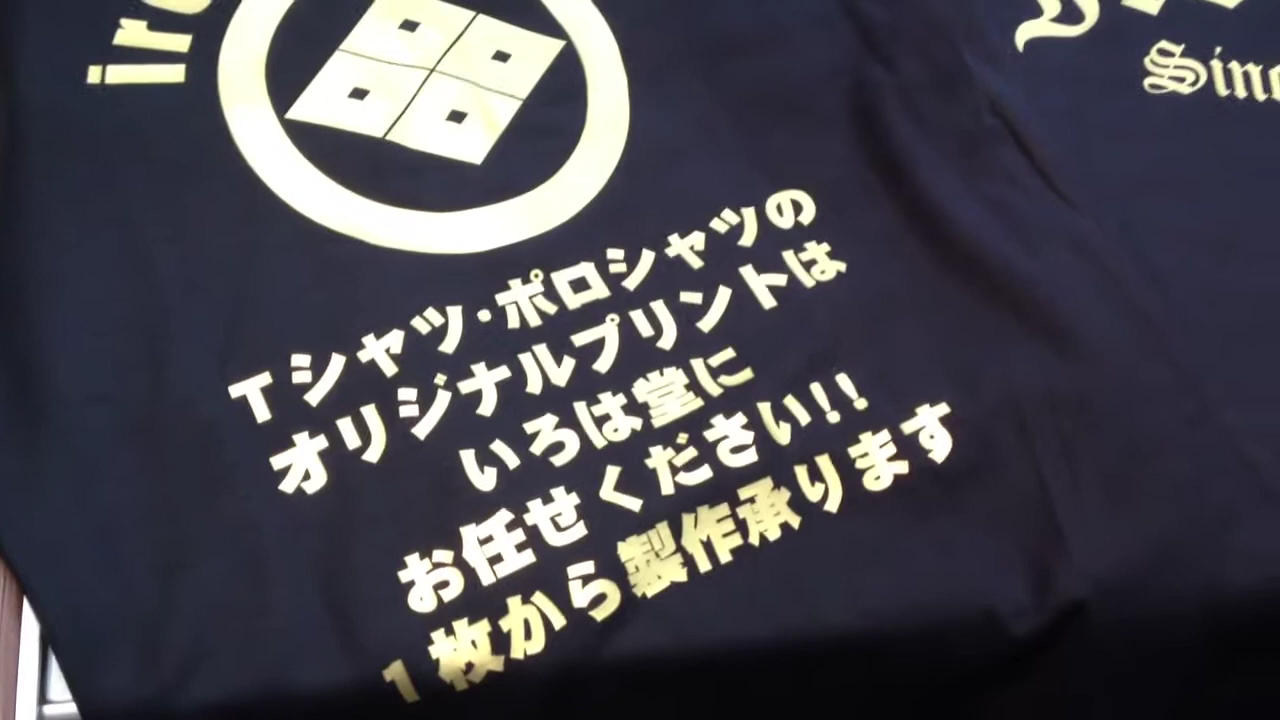 Tシャツ・ポロシャツの
オリジナルプリントは
いろは堂に
お任せください!!
1枚から製作承ります